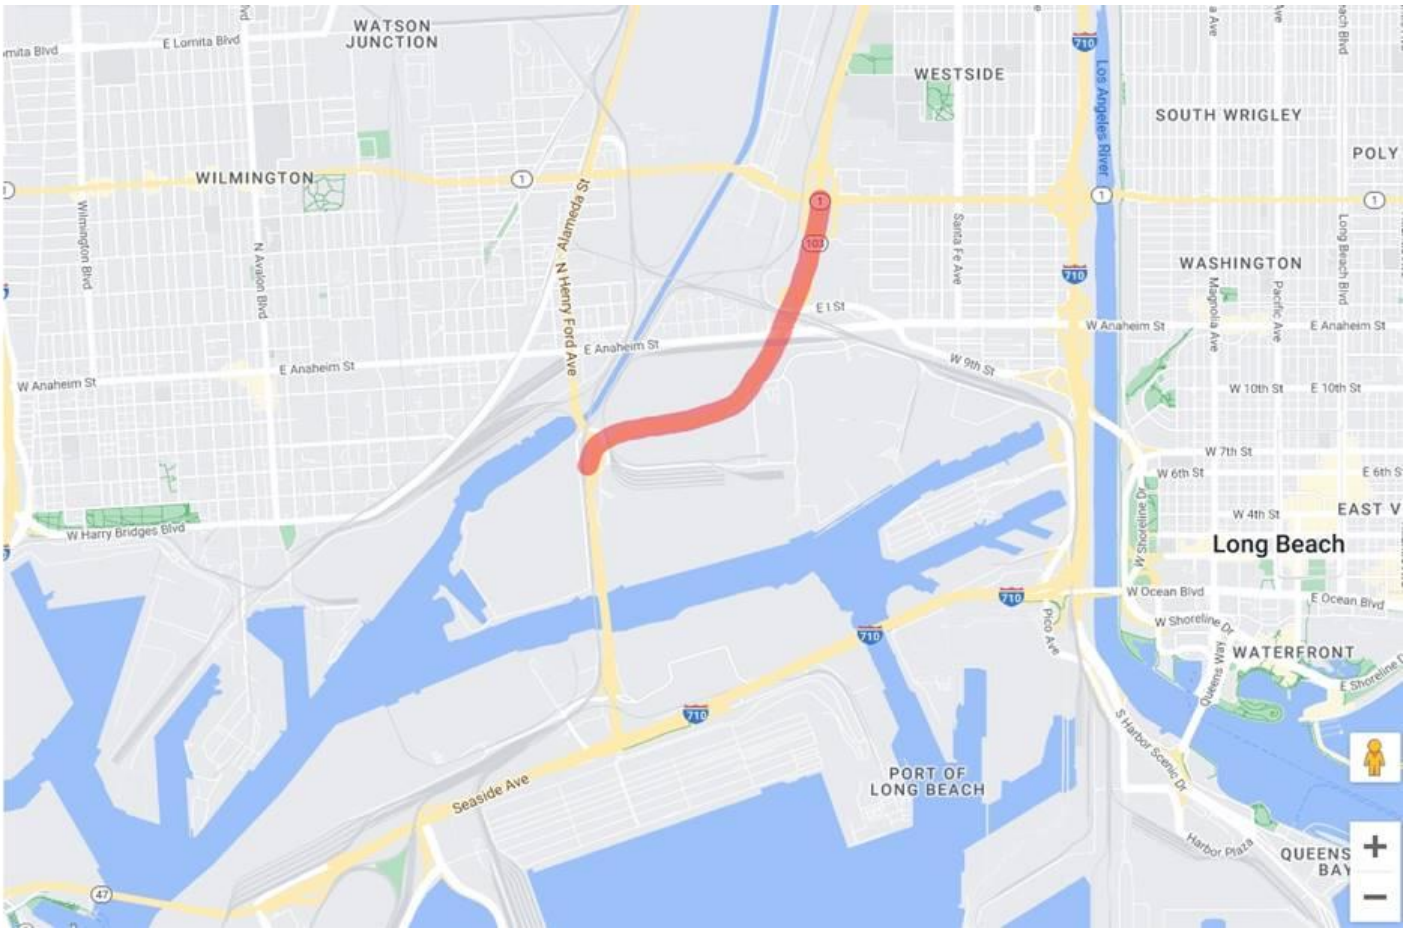 WATSON
JUNCTION
E Lomita Blvd
WESTSIDE
710
Los Angeles River
SOUTH WRIGLEY
POLY
WILMINGTON
1
1
1
1
Wilmington Blvd
N Avalon Blvd
Alameda St
N Henry Ford Ave
103
Santa Fe Ave
710
WASHINGTON
Magnolia Ave
Pacific Ave
Long Beach Blvd
E I St
W Anaheim St
E Anaheim St
E Anaheim St
E Anaheim St
W Anaheim St
W 9th St
W 10th St
E 10th St
W 7th St
W 6th St
E 6th S
W 4th St
EAST V
W Shoreline Dr
Long Beach
W Harry Bridges Blvd
710
W Ocean Blvd
E Ocean Blvd
Pico Ave
W Shoreline Dr
710
WATERFRONT
Queens Way
E Shoreline D
710
S Harbor Scenic Dr
PORT OF
LONG BEACH
Seaside Ave
Harbor Plaza
QUEENS
BAY
47